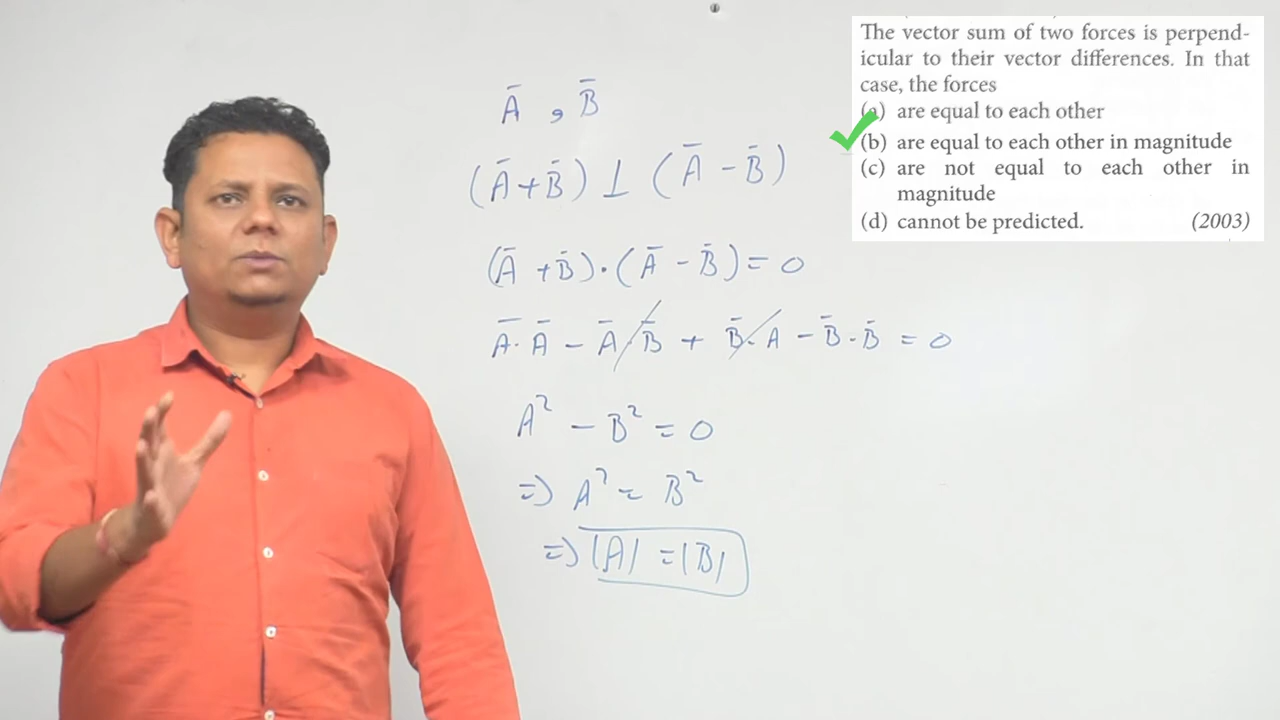 The vector sum of two forces is perpend-
icular to their vector differences. In that
case, the forces
(a) are equal to each other
(b) are equal to each other in magnitude
(c) are not equal to each other in
magnitude
(d) cannot be predicted. (2003)
A̅ , B̅
(A̅ + B̅) ⊥ (A̅ - B̅)
(A̅ + B̅) · (A̅ - B̅) = 0
A̅ · A̅ - A̅ · B̅ + B̅ · A - B̅ · B̅ = 0
A² - B² = 0
=> A² = B²
=> |A| = |B|